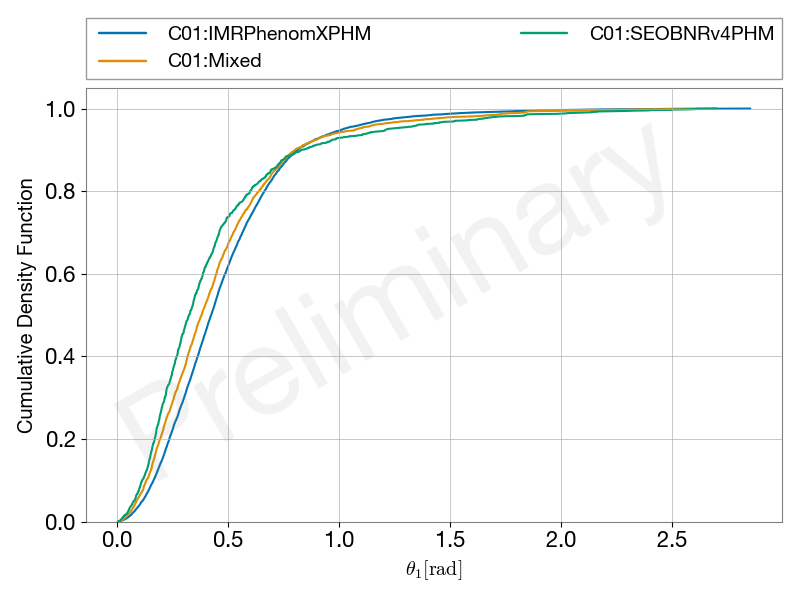 C01:IMRPhenomXPHM
C01:Mixed
C01:SEOBNRv4PHM
Cumulative Density Function
1.0
0.8
0.6
0.4
0.2
0.0
Preliminary
0.0 0.5 1.0 1.5 2.0 2.5
θ₁[rad]